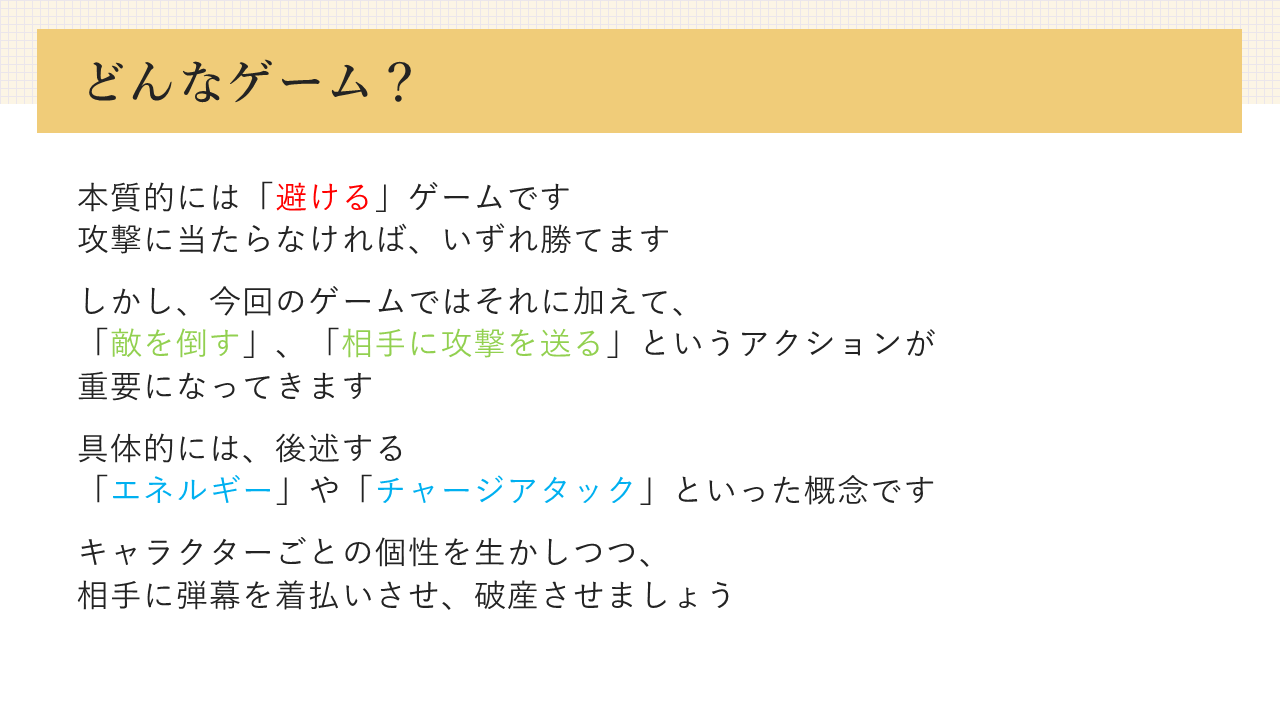 どんなゲーム？
本質的には「避ける」ゲームです
攻撃に当たらなければ、いずれ勝てます
しかし、今回のゲームではそれに加えて、
「敵を倒す」、「相手に攻撃を送る」というアクションが
重要になってきます
具体的には、後述する
「エネルギー」や「チャージアタック」といった概念です
キャラクターごとの個性を生かしつつ、
相手に弾幕を着払いさせ、破産させましょう